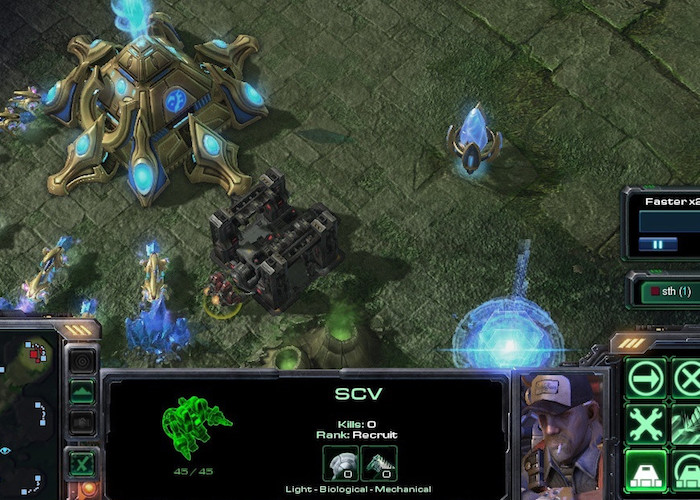 Faster x2
sth (1)
SCV
Kills: 0
Rank: Recruit
45 / 45
0
0
Light - Biological - Mechanical